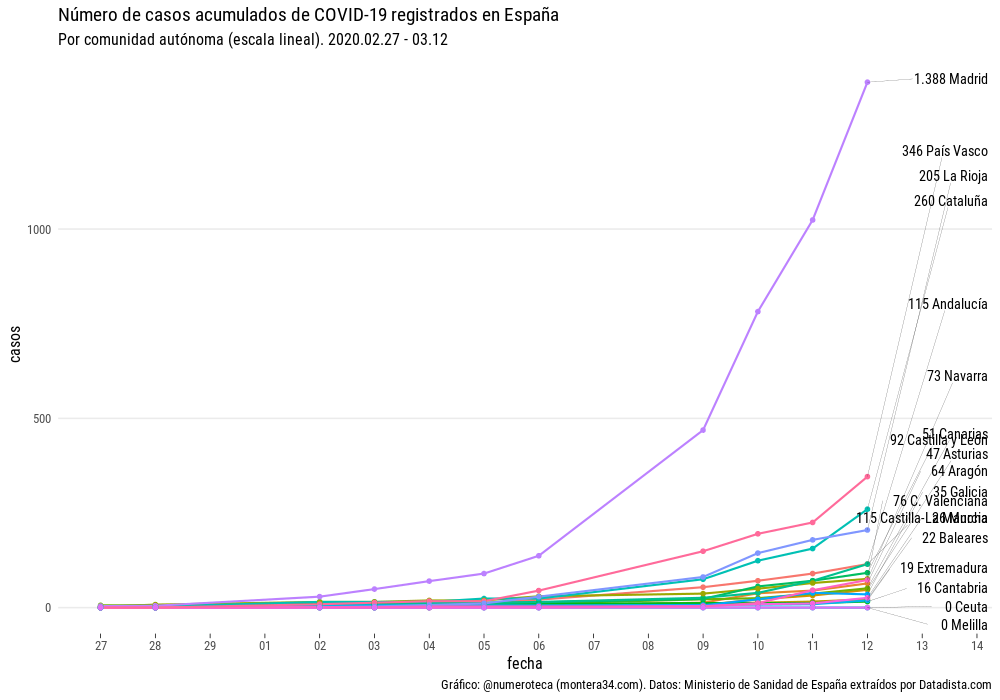 Número de casos acumulados de COVID-19 registrados en España
Por comunidad autónoma (escala lineal). 2020.02.27 - 03.12
1.388 Madrid
346 País Vasco
205 La Rioja
260 Cataluña
1000
115 Andalucía
casos
73 Navarra
500
51 Canarias
92 Castilla y León
47 Asturias
64 Aragón
35 Galicia
76 C. Valenciana
115 Castilla-La Mancha
26 Murcia
22 Baleares
19 Extremadura
16 Cantabria
0
0 Ceuta
0 Melilla
27 28 29 01 02 03 04 05 06 07 08 09 10 11 12 13 14
fecha
Gráfico: @numeroteca (montera34.com). Datos: Ministerio de Sanidad de España extraídos por Datadista.com